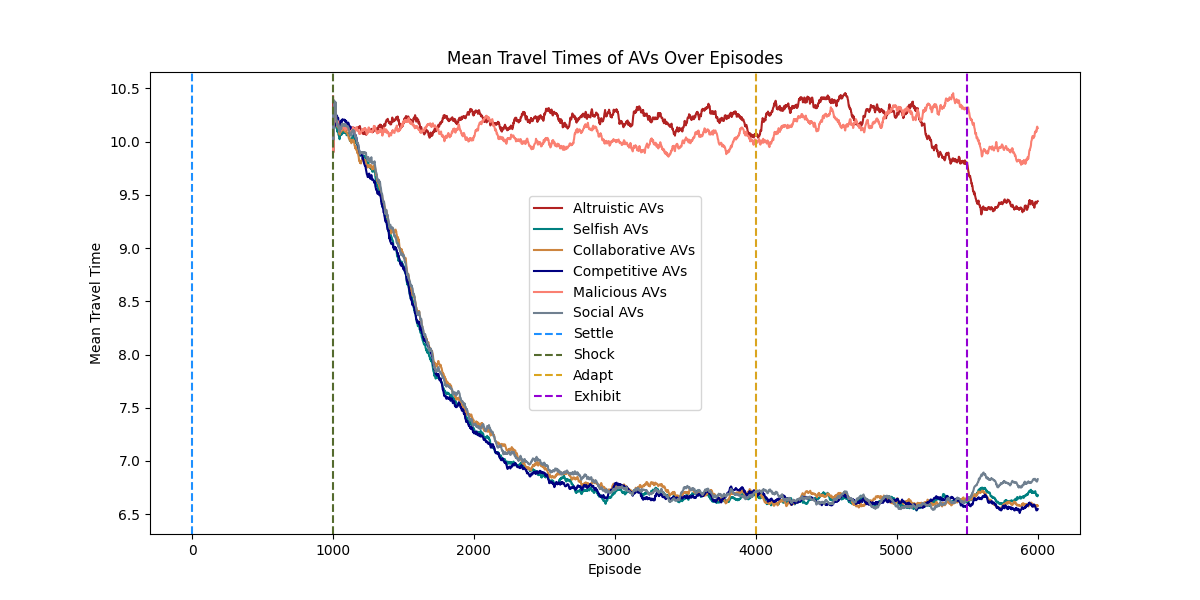 Mean Travel Times of AVs Over Episodes
10.5
10.0
9.5
9.0
8.5
8.0
7.5
7.0
6.5
Mean Travel Time
Altruistic AVs
Selfish AVs
Collaborative AVs
Competitive AVs
Malicious AVs
Social AVs
Settle
Shock
Adapt
Exhibit
0 1000 2000 3000 4000 5000 6000
Episode